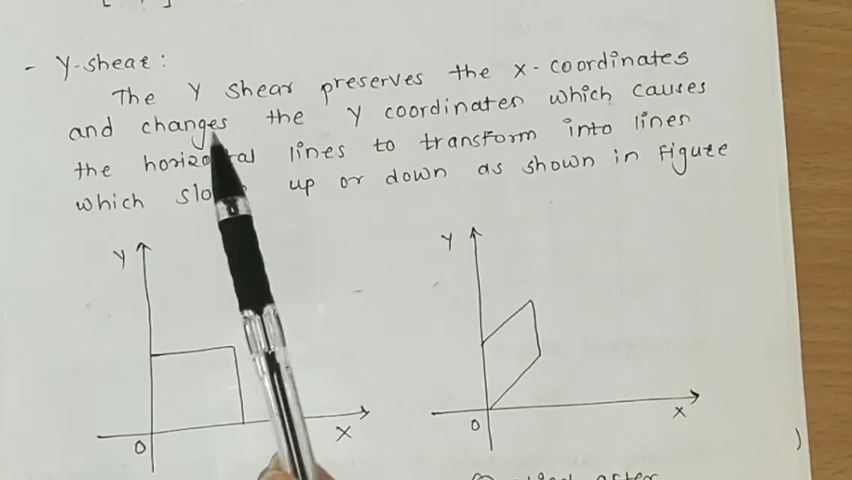 - Y-shear:
The Y shear preserves the x-coordinates
and changes the Y coordinates which causes
the horizontal lines to transform into lines
which up or down as shown in figure
Y
Y
O
X
O
X
)
after